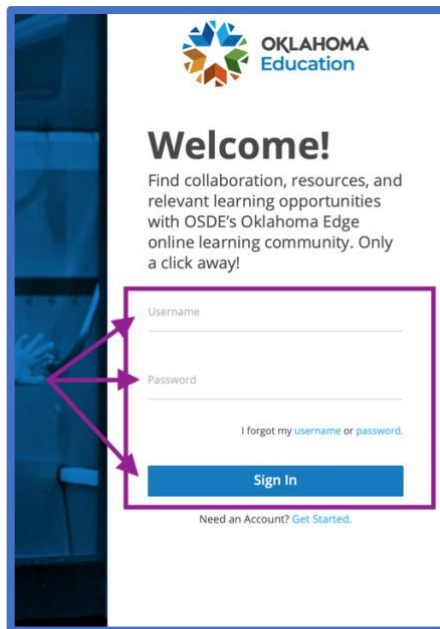 OKLAHOMA
Education
Welcome!
Find collaboration, resources, and
relevant learning opportunities
with OSDE's Oklahoma Edge
online learning community. Only
a click away!
Username
Password
I forgot my username or password.
Sign In
Need an Account? Get Started.